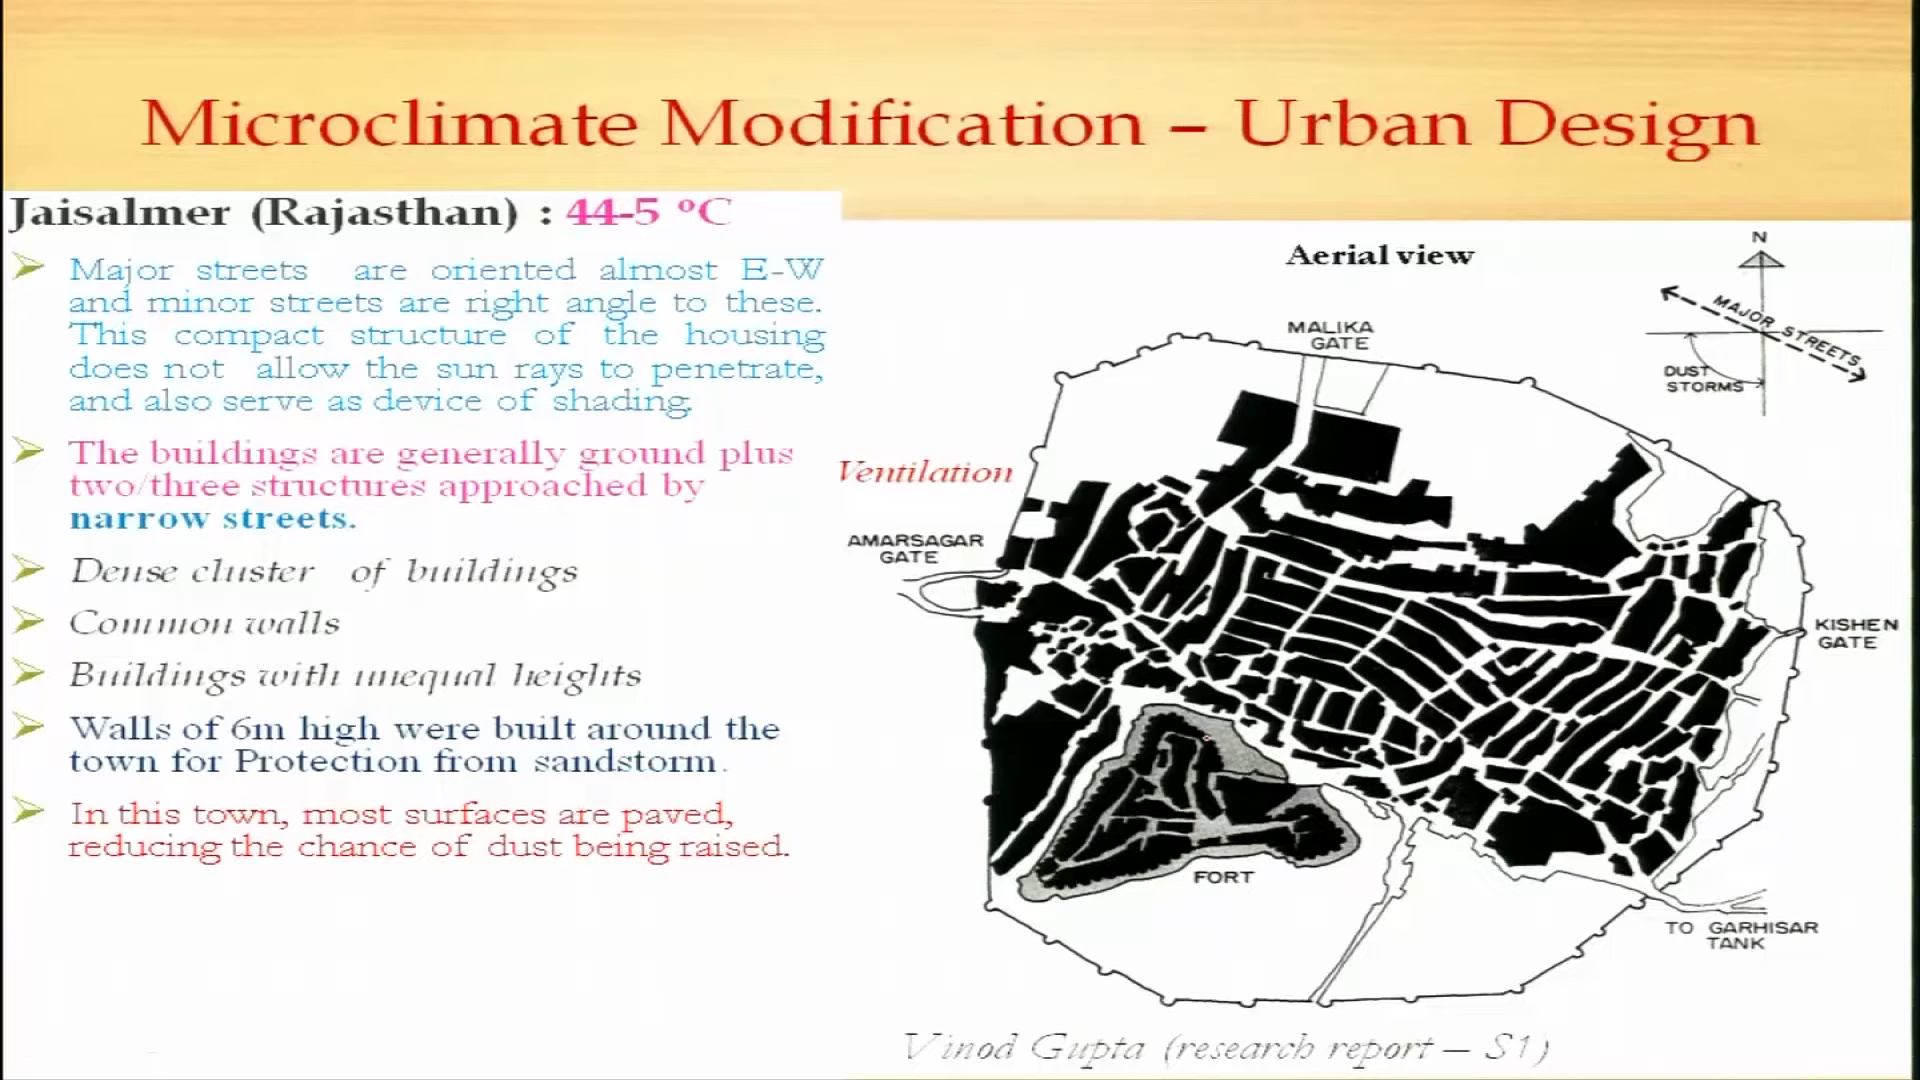 Microclimate Modification – Urban Design
Jaisalmer (Rajasthan) : 44-5 °C
Major streets are oriented almost E-W
and minor streets are right angle to these.
This compact structure of the housing
does not allow the sun rays to penetrate,
and also serve as device of shading.
The buildings are generally ground plus
two/three structures approached by
narrow streets.
Dense cluster of buildings
Common walls
Buildings with unequal heights
Walls of 6m high were built around the
town for Protection from sandstorm.
In this town, most surfaces are paved,
reducing the chance of dust being raised.
Ventilation
Aerial view
N
MAJOR STREETS
DUST
STORMS
MALIKA
GATE
AMARSAGAR
GATE
KISHEN
GATE
FORT
TO GARHISAR
TANK
Vinod Gupta (research report – S1)